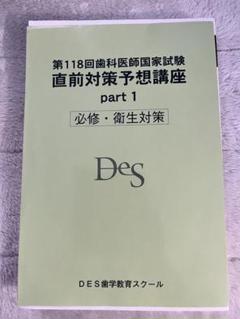 第118回歯科医師国家試験
直前対策予想講座
part 1
必修・衛生対策
DES
DES歯学教育スクール